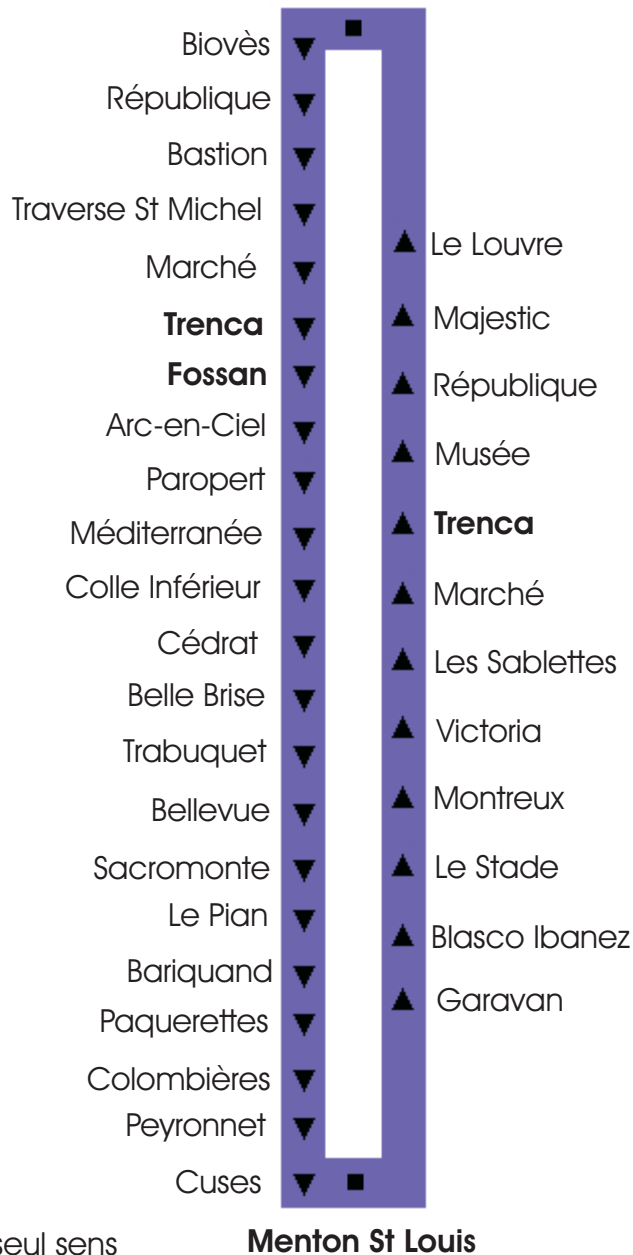 Biovès
République
Bastion
Traverse St Michel
Marché
Trenca
Fossan
Arc-en-Ciel
Paropert
Méditerranée
Colle Inférieur
Cédrat
Belle Brise
Trabuquet
Bellevue
Sacromonte
Le Pian
Bariquand
Paquerettes
Colombières
Peyronnet
Cuses
Le Louvre
Majestic
République
Musée
Trenca
Marché
Les Sablettes
Victoria
Montreux
Le Stade
Blasco Ibanez
Garavan
seul sens
Menton St Louis